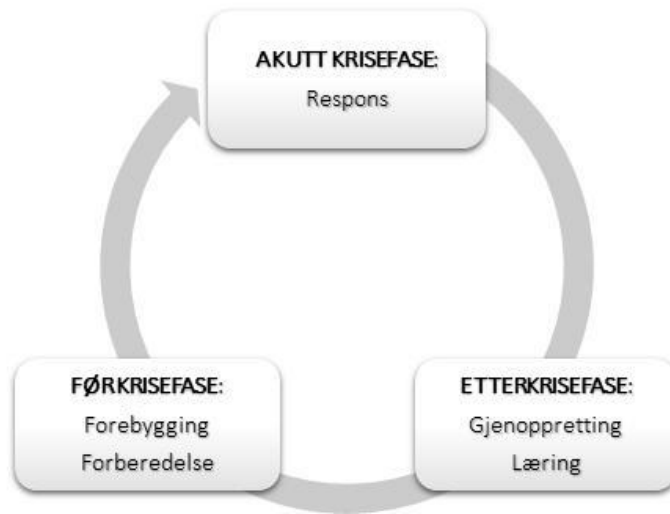 AKUTT KRISEFASE:
Respons
FØRKRISEFASE:
Forebygging
Forberedelse
ETTERKRISEFASE:
Gjenoppretting
Læring